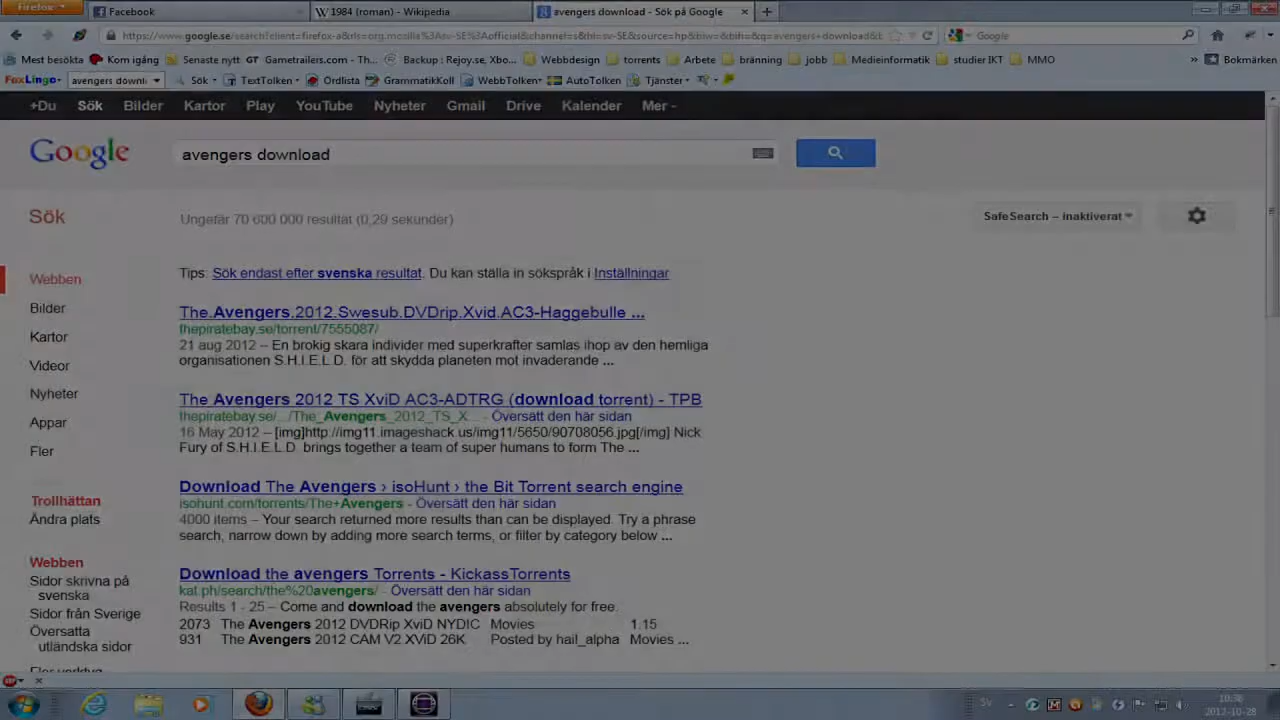 Firefox
Facebook
1984 (roman) - Wikipedia
avengers download - Sök på Google
https://www.google.se/search?client=firefox-a&rls=org.mozilla%3Asv-SE%3Aofficial&channel=s&hl=sv-SE&source=hp&biw=&bih=&q=avengers+download&
Google
Mest besökta
Kom igång
Senaste nytt
GT Gametrailers.com - Th...
Backup : Rejoy.se, Xbo...
Webbdesign
torrents
Arbete
bränning
jobb
Medieinformatik
studier IKT
MMO
»
Bokmärken
FoxLingo
avengers downl
Sök
TextTolken
Ordlista
GrammatikKoll
WebbTolken
AutoTolken
Tjänster
+Du Sök Bilder Kartor Play YouTube Nyheter Gmail Drive Kalender Mer
Google
avengers download
Sök
Ungefär 70 600 000 resultat (0,29 sekunder)
SafeSearch – inaktiverat
Webben
Bilder
Kartor
Videor
Nyheter
Appar
Fler
Trollhättan
Ändra plats
Webben
Sidor skrivna på
svenska
Sidor från Sverige
Översatta
utländska sidor
Fler verktyg
Tips: Sök endast efter svenska resultat. Du kan ställa in sökspråk i Inställningar
The.Avengers.2012.Swesub.DVDrip.Xvid.AC3-Haggebulle ...
thepiratebay.se/torrent/7555087/
21 aug 2012 – En brokig skara individer med superkrafter samlas ihop av den hemliga
organisationen S.H.I.E.L.D. för att skydda planeten mot invaderande ...
The Avengers 2012 TS XviD AC3-ADTRG (download torrent) - TPB
thepiratebay.se/.../The_Avengers_2012_TS_X... - Översätt den här sidan
16 May 2012 – [img]http://img11.imageshack.us/img11/5650/90708056.jpg[/img] Nick
Fury of S.H.I.E.L.D. brings together a team of super humans to form The ...
Download The Avengers › isoHunt › the Bit Torrent search engine
isohunt.com/torrents/The+Avengers - Översätt den här sidan
4000 items – Your search returned more results than can be displayed. Try a phrase
search, narrow down by adding more search terms, or filter by category below ...
Download the avengers Torrents - KickassTorrents
kat.ph/search/the%20avengers/ - Översätt den här sidan
Results 1 - 25 – Come and download the avengers absolutely for free.
2073 The Avengers 2012 DVDRip XviD NYDIC Movies 1.15
931 The Avengers 2012 CAM V2 XViD 26K Posted by hail_alpha Movies ...
SV
10:36
2012-10-28